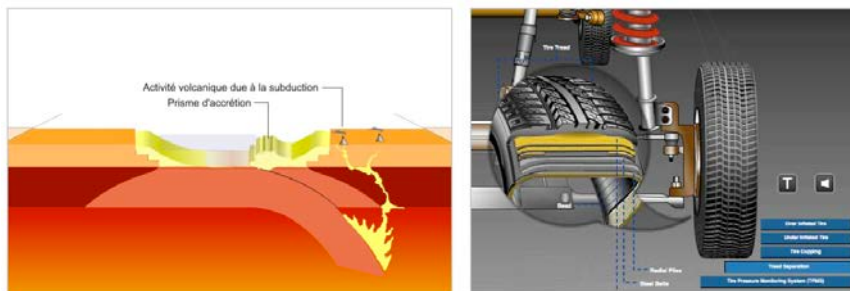 Activité volcanique due à la subduction
Prisme d'accrétion
Tire Tread
Bead
Radial Plies
Steel Belts
T
Over Inflated Tire
Under Inflated Tire
Tire Cupping
Tread Separation
Tire Pressure Monitoring System (TPMS)